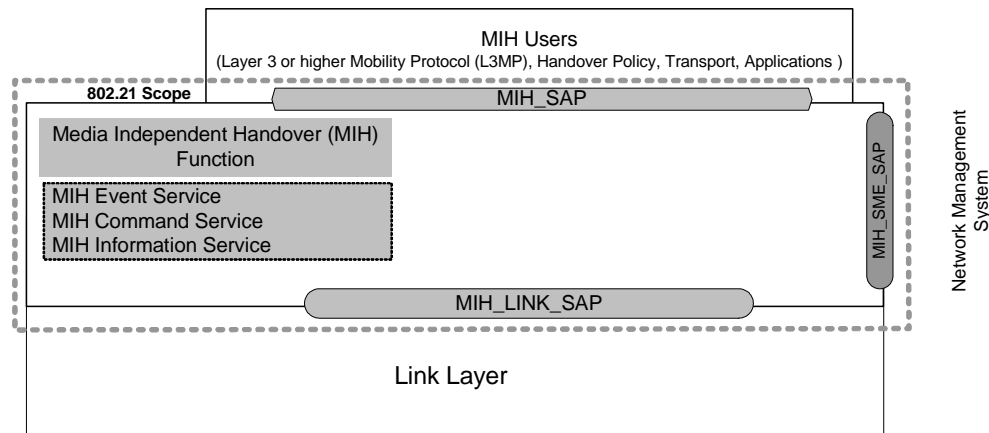 MIH Users
(Layer 3 or higher Mobility Protocol (L3MP), Handover Policy, Transport, Applications )
802.21 Scope
MIH_SAP
Media Independent Handover (MIH)
Function
MIH Event Service
MIH Command Service
MIH Information Service
MIH_SME_SAP
Network Management
System
MIH_LINK_SAP
Link Layer